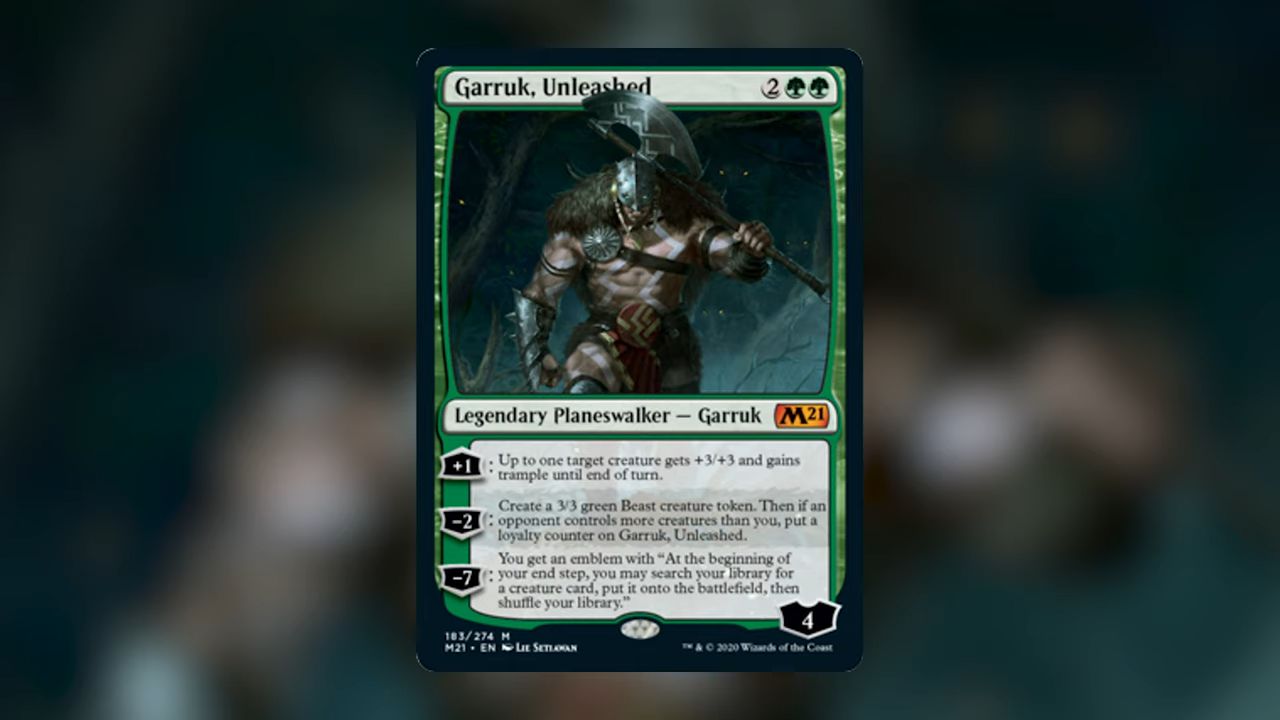 Garruk, Unleashed 2
Legendary Planeswalker — Garruk M21
+1 : Up to one target creature gets +3/+3 and gains
trample until end of turn.
Create a 3/3 green Beast creature token. Then if an
−2 : opponent controls more creatures than you, put a
loyalty counter on Garruk, Unleashed.
You get an emblem with “At the beginning of
−7 : your end step, you may search your library for
a creature card, put it onto the battlefield, then
shuffle your library.”
4
183/274 M
M21 • EN Lie Setiawan ™ & © 2020 Wizards of the Coast